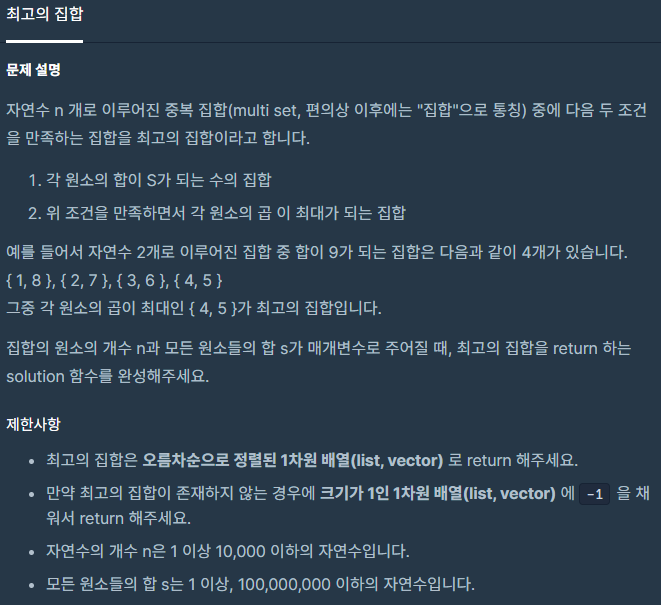 최고의 집합
문제 설명
자연수 n 개로 이루어진 중복 집합(multi set, 편의상 이후에는 "집합"으로 통칭) 중에 다음 두 조건
을 만족하는 집합을 최고의 집합이라고 합니다.
1. 각 원소의 합이 S가 되는 수의 집합
2. 위 조건을 만족하면서 각 원소의 곱 이 최대가 되는 집합
예를 들어서 자연수 2개로 이루어진 집합 중 합이 9가 되는 집합은 다음과 같이 4개가 있습니다.
{ 1, 8 }, { 2, 7 }, { 3, 6 }, { 4, 5 }
그중 각 원소의 곱이 최대인 { 4, 5 }가 최고의 집합입니다.
집합의 원소의 개수 n과 모든 원소들의 합 s가 매개변수로 주어질 때, 최고의 집합을 return 하는
solution 함수를 완성해주세요.
제한사항
• 최고의 집합은 오름차순으로 정렬된 1차원 배열(list, vector) 로 return 해주세요.
• 만약 최고의 집합이 존재하지 않는 경우에 크기가 1인 1차원 배열(list, vector) 에 -1 을 채
워서 return 해주세요.
• 자연수의 개수 n은 1 이상 10,000 이하의 자연수입니다.
• 모든 원소들의 합 s는 1 이상, 100,000,000 이하의 자연수입니다.